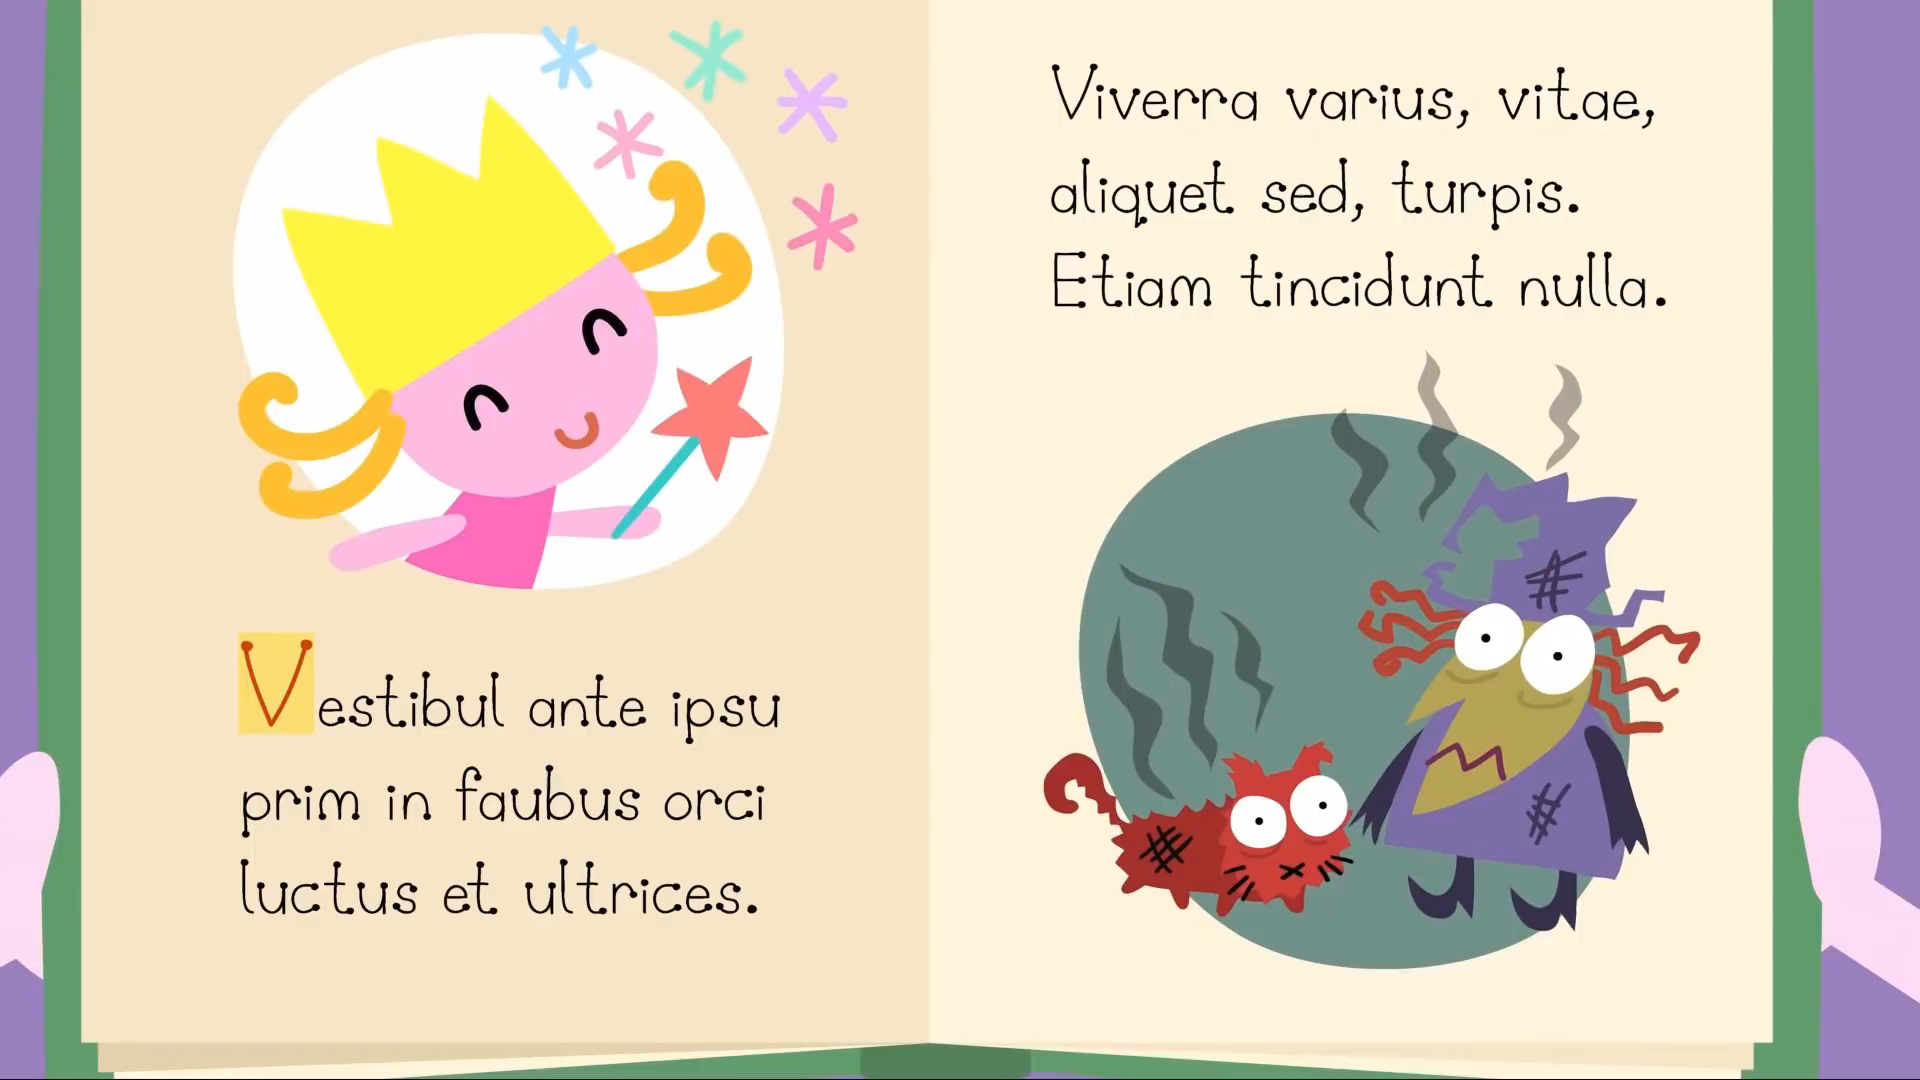 Vestibul ante ipsu
prim in faubus orci
luctus et ultrices.
Viverra varius, vitae,
aliquet sed, turpis.
Etiam tincidunt nulla.